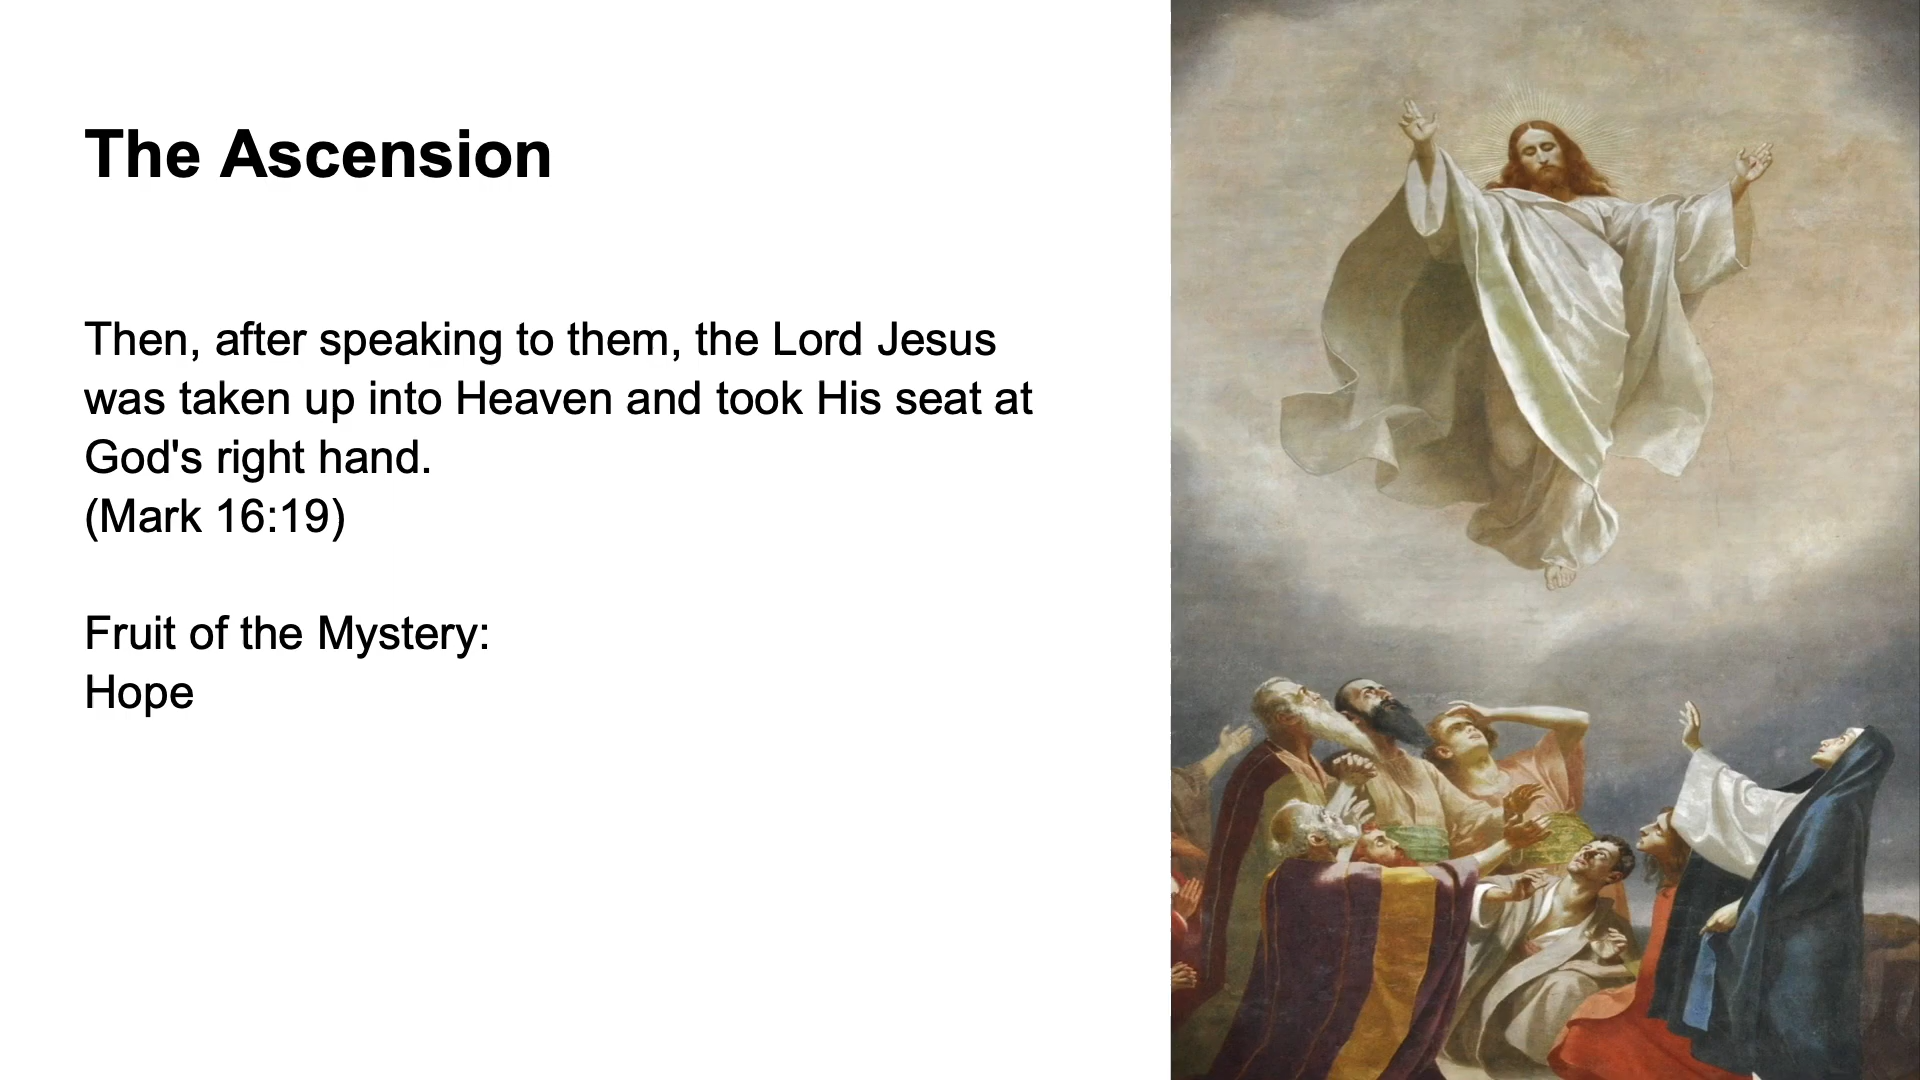 The Ascension
Then, after speaking to them, the Lord Jesus
was taken up into Heaven and took His seat at
God's right hand.
(Mark 16:19)
Fruit of the Mystery:
Hope